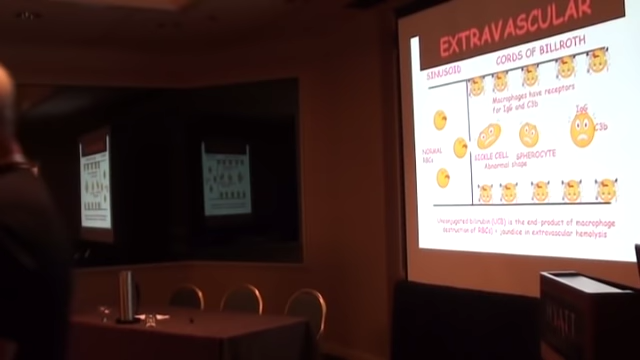 EXTRAVASCULAR
CORDS OF BILLROTH
SINUSOID
Macrophages have receptors
for IgG and C3b
IgG
C3b
NORMAL
RBCs
SICKLE CELL SPHEROCYTE
Abnormal shape
Unconjugated bilirubin (UCB) is the end product of macrophage
destruction of RBCs → jaundice in extravascular hemolysis